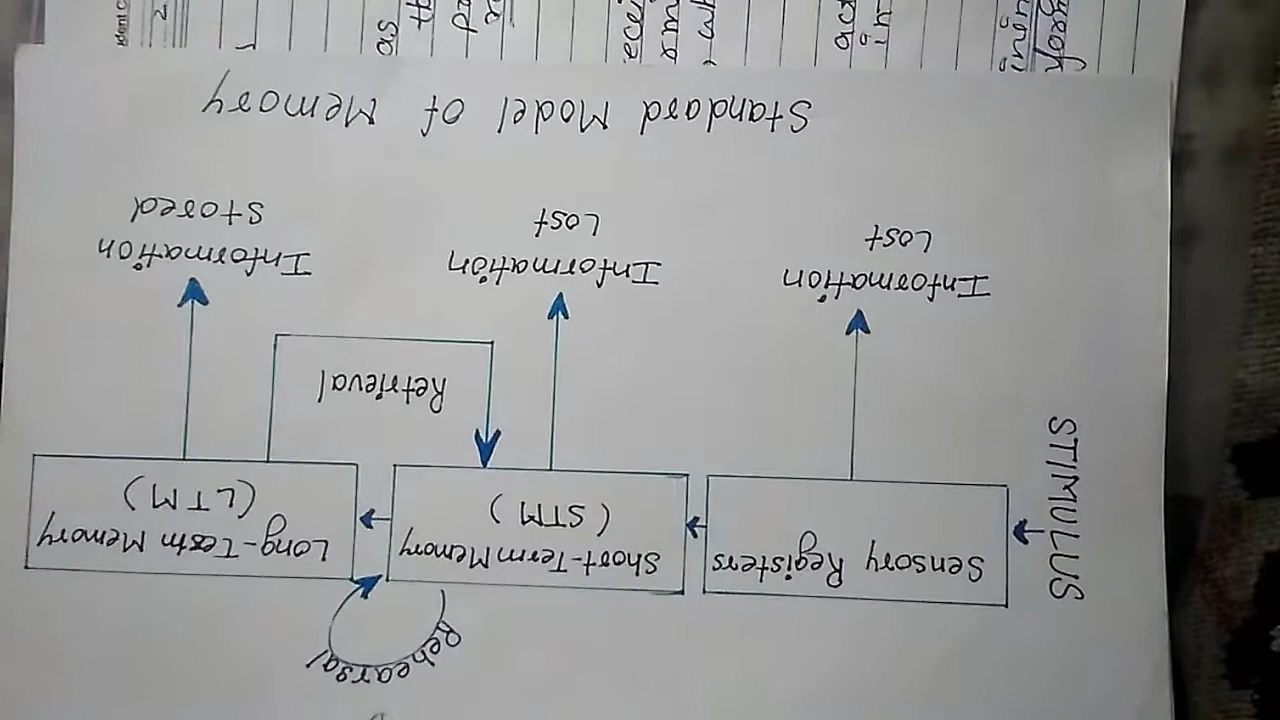 Rehearsal
STIMULUS
Sensory Registers
Short-Term Memory
(STM)
Long-Term Memory
(LTM)
Retrieval
Information
Lost
Information
Lost
Information
Stored
Standard Model of Memory